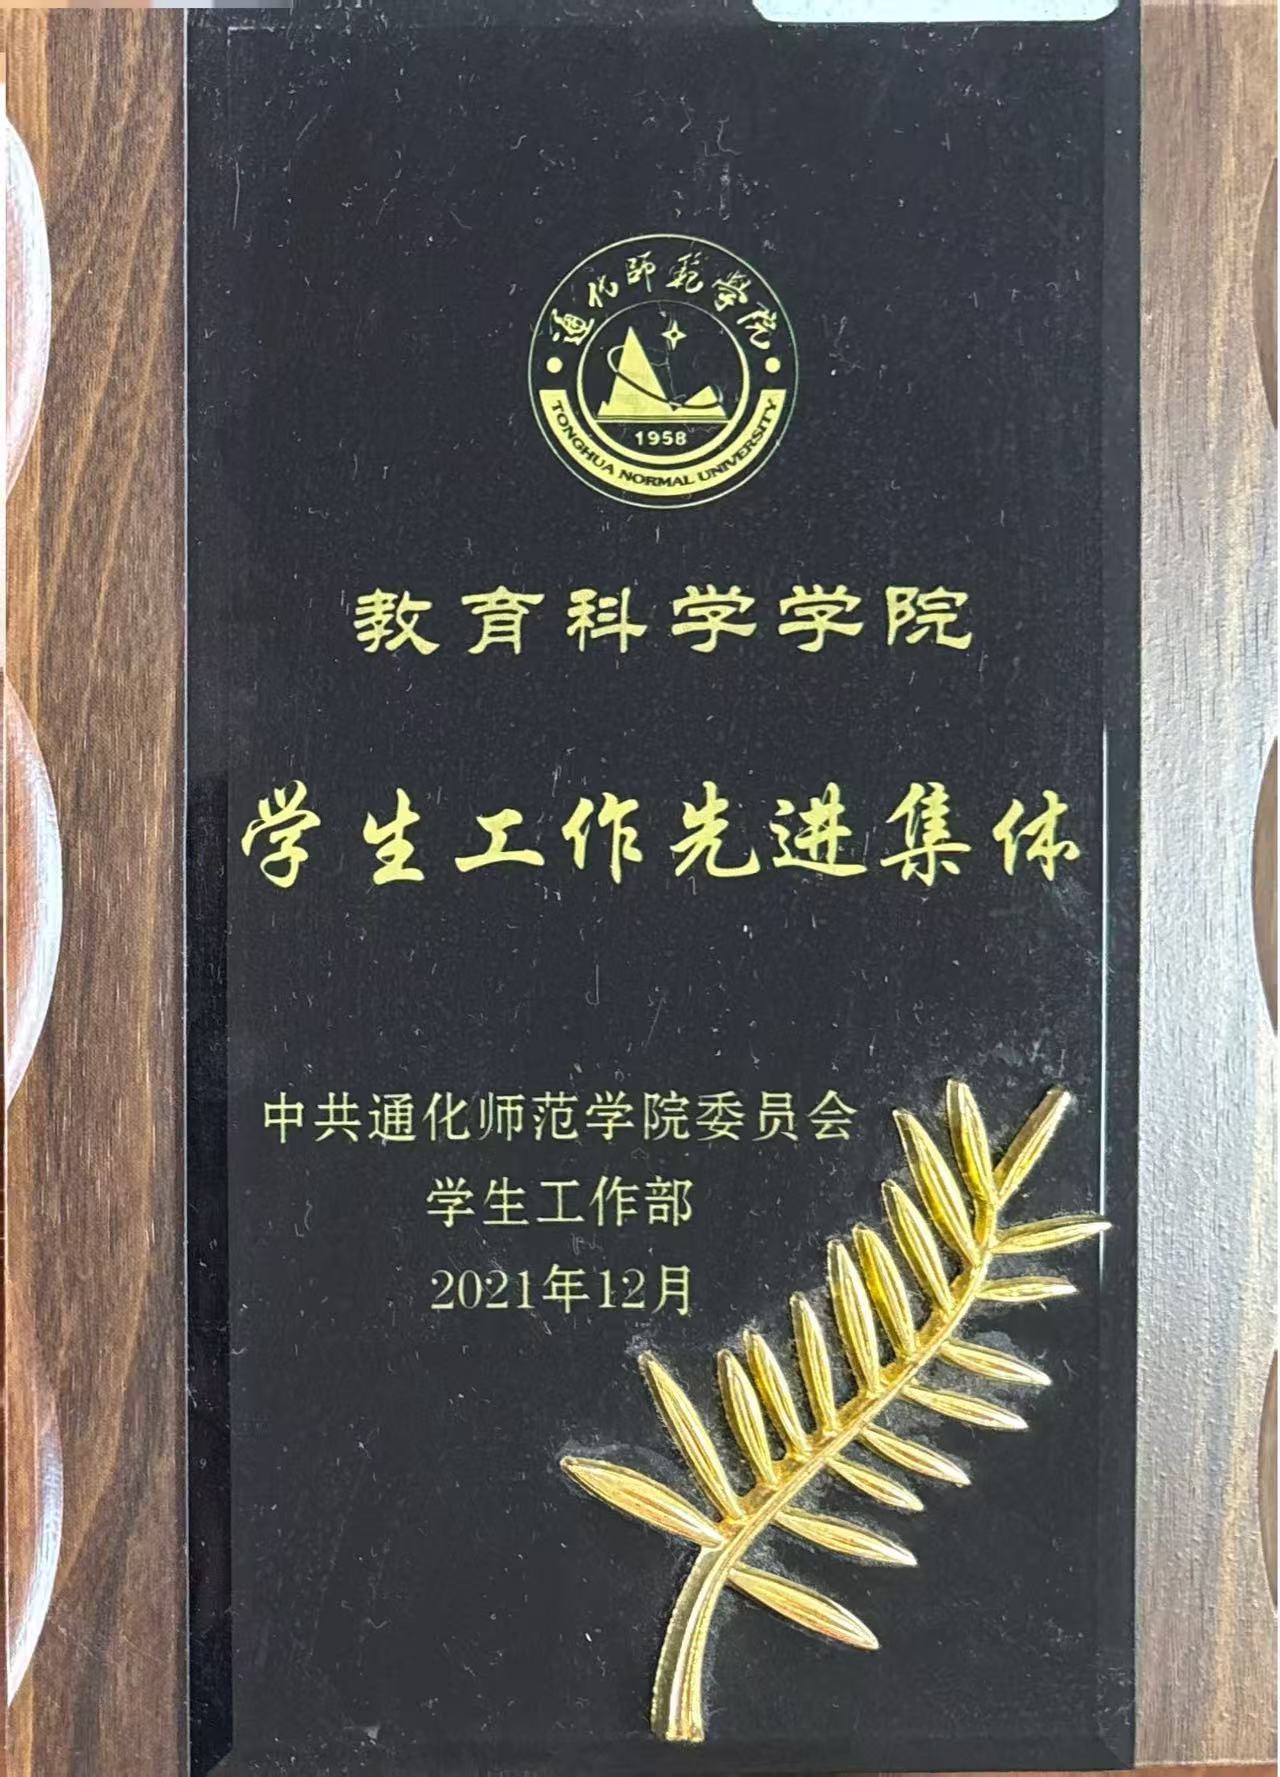 通化師範學院
1958
TONGHUA NORMAL UNIVERSITY
教育科学学院
学生工作先进集体
中共通化师范学院委员会
学生工作部
2021年12月